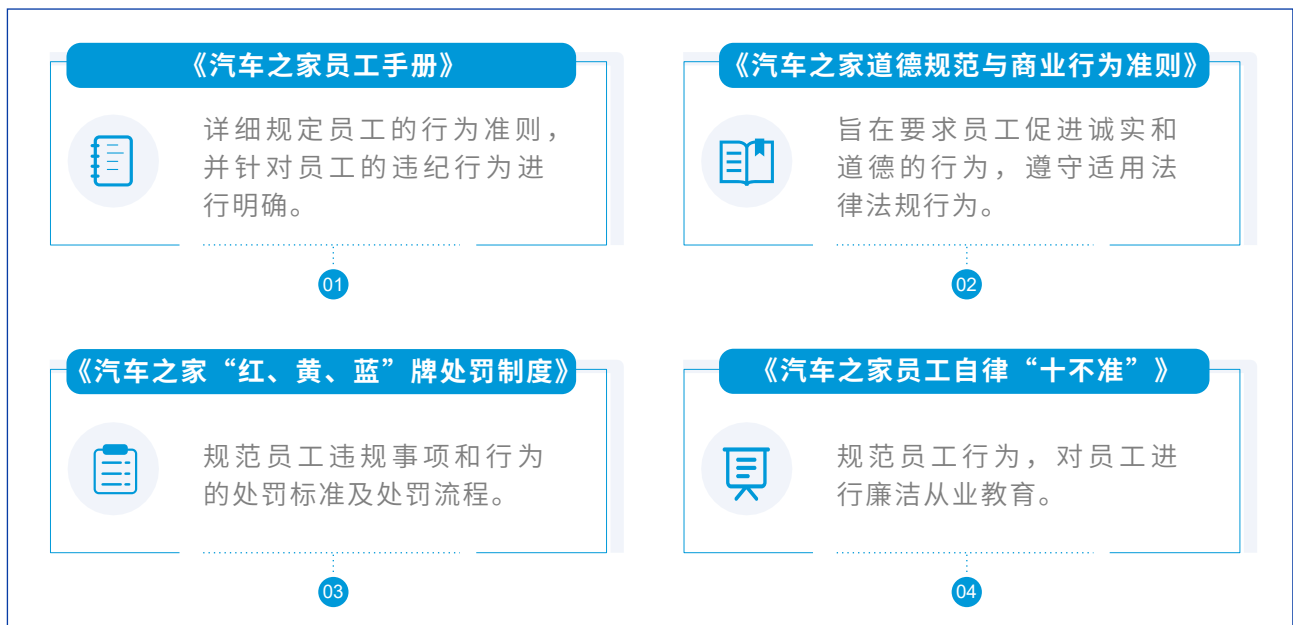 《汽车之家员工手册》
详细规定员工的行为准则，
并针对员工的违纪行为进
行明确。
01
《汽车之家道德规范与商业行为准则》
旨在要求员工促进诚实和
道德的行为，遵守适用法
律法规行为。
02
《汽车之家“红、黄、蓝”牌处罚制度》
规范员工违规事项和行为
的处罚标准及处罚流程。
03
《汽车之家员工自律“十不准”》
规范员工行为，对员工进
行廉洁从业教育。
04